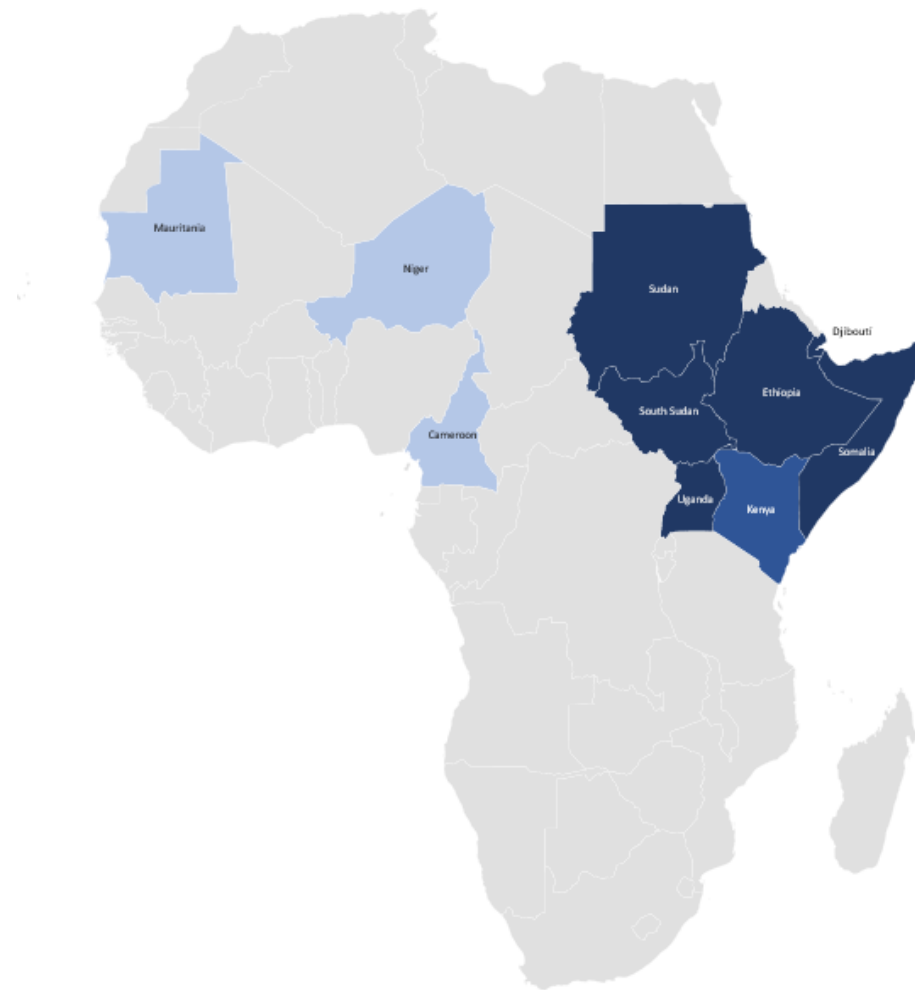 Mauritania
Niger
Sudan
Djibouti
Ethiopia
South Sudan
Cameroon
Somalia
Uganda
Kenya